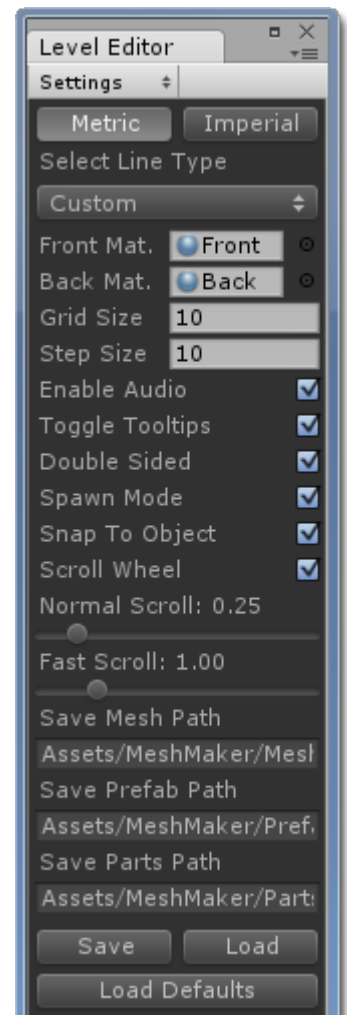 Level Editor
Settings
Metric Imperial
Select Line Type
Custom
Front Mat. Front
Back Mat. Back
Grid Size 10
Step Size 10
Enable Audio
Toggle Tooltips
Double Sided
Spawn Mode
Snap To Object
Scroll Wheel
Normal Scroll: 0.25
Fast Scroll: 1.00
Save Mesh Path
Assets/MeshMaker/Mesh
Save Prefab Path
Assets/MeshMaker/Pref
Save Parts Path
Assets/MeshMaker/Parts
Save Load
Load Defaults